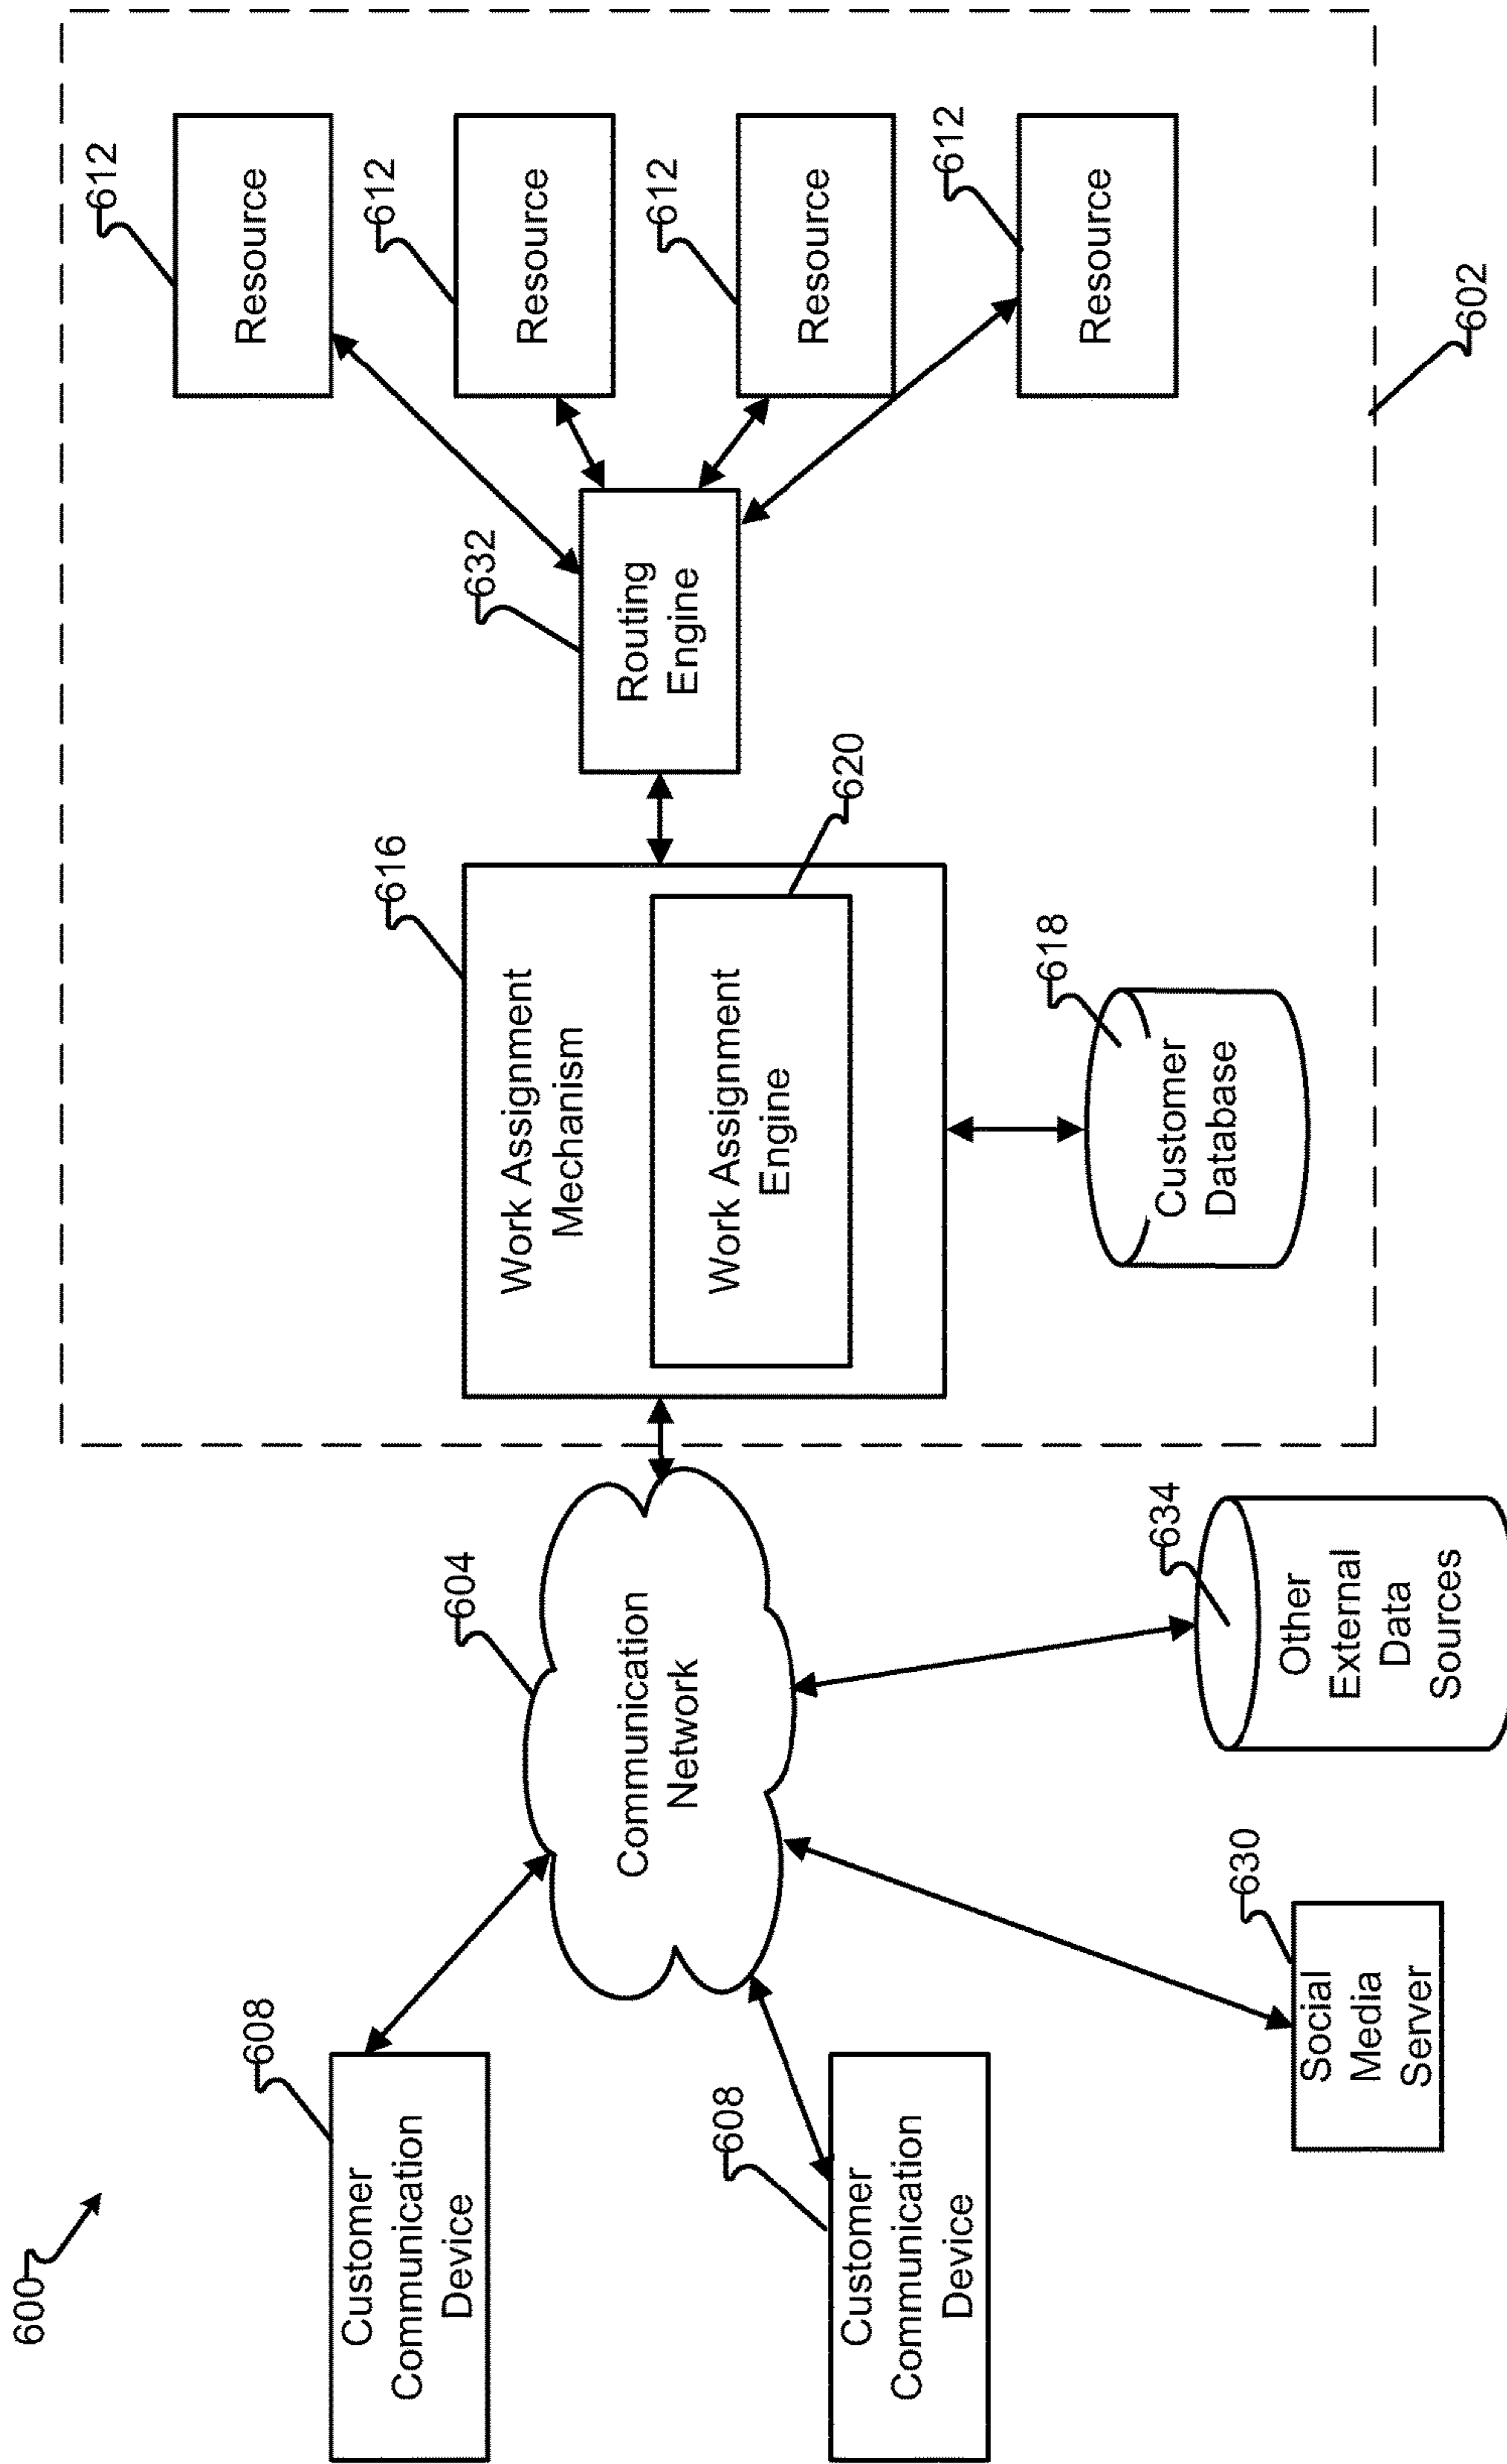 600
608
Customer
Communication
Device
608
Customer
Communication
Device
630
Social
Media
Server
604
Communication
Network
634
Other
External
Data
Sources
616
Work Assignment
Mechanism
620
Work Assignment
Engine
618
Customer
Database
632
Routing
Engine
612
Resource
612
Resource
612
Resource
612
Resource
602